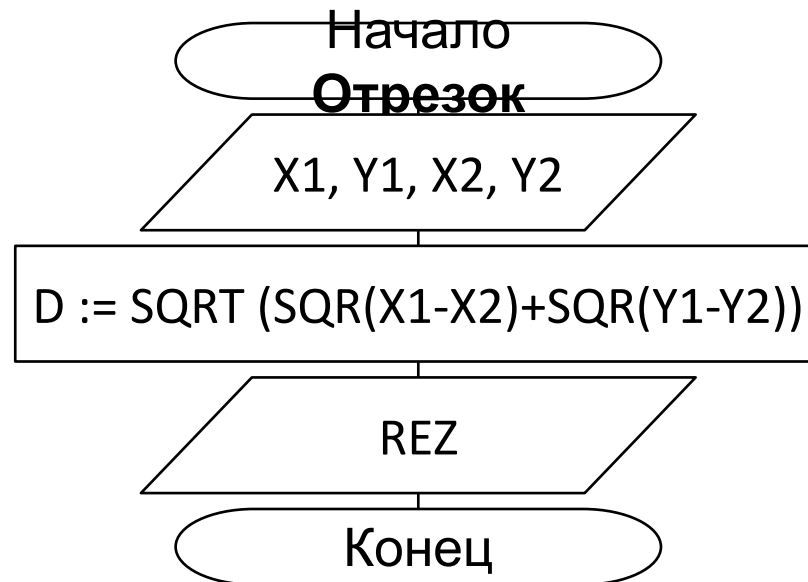 Начало
Отрезок
X1, Y1, X2, Y2
D := SQRT (SQR(X1-X2)+SQR(Y1-Y2))
REZ
Конец